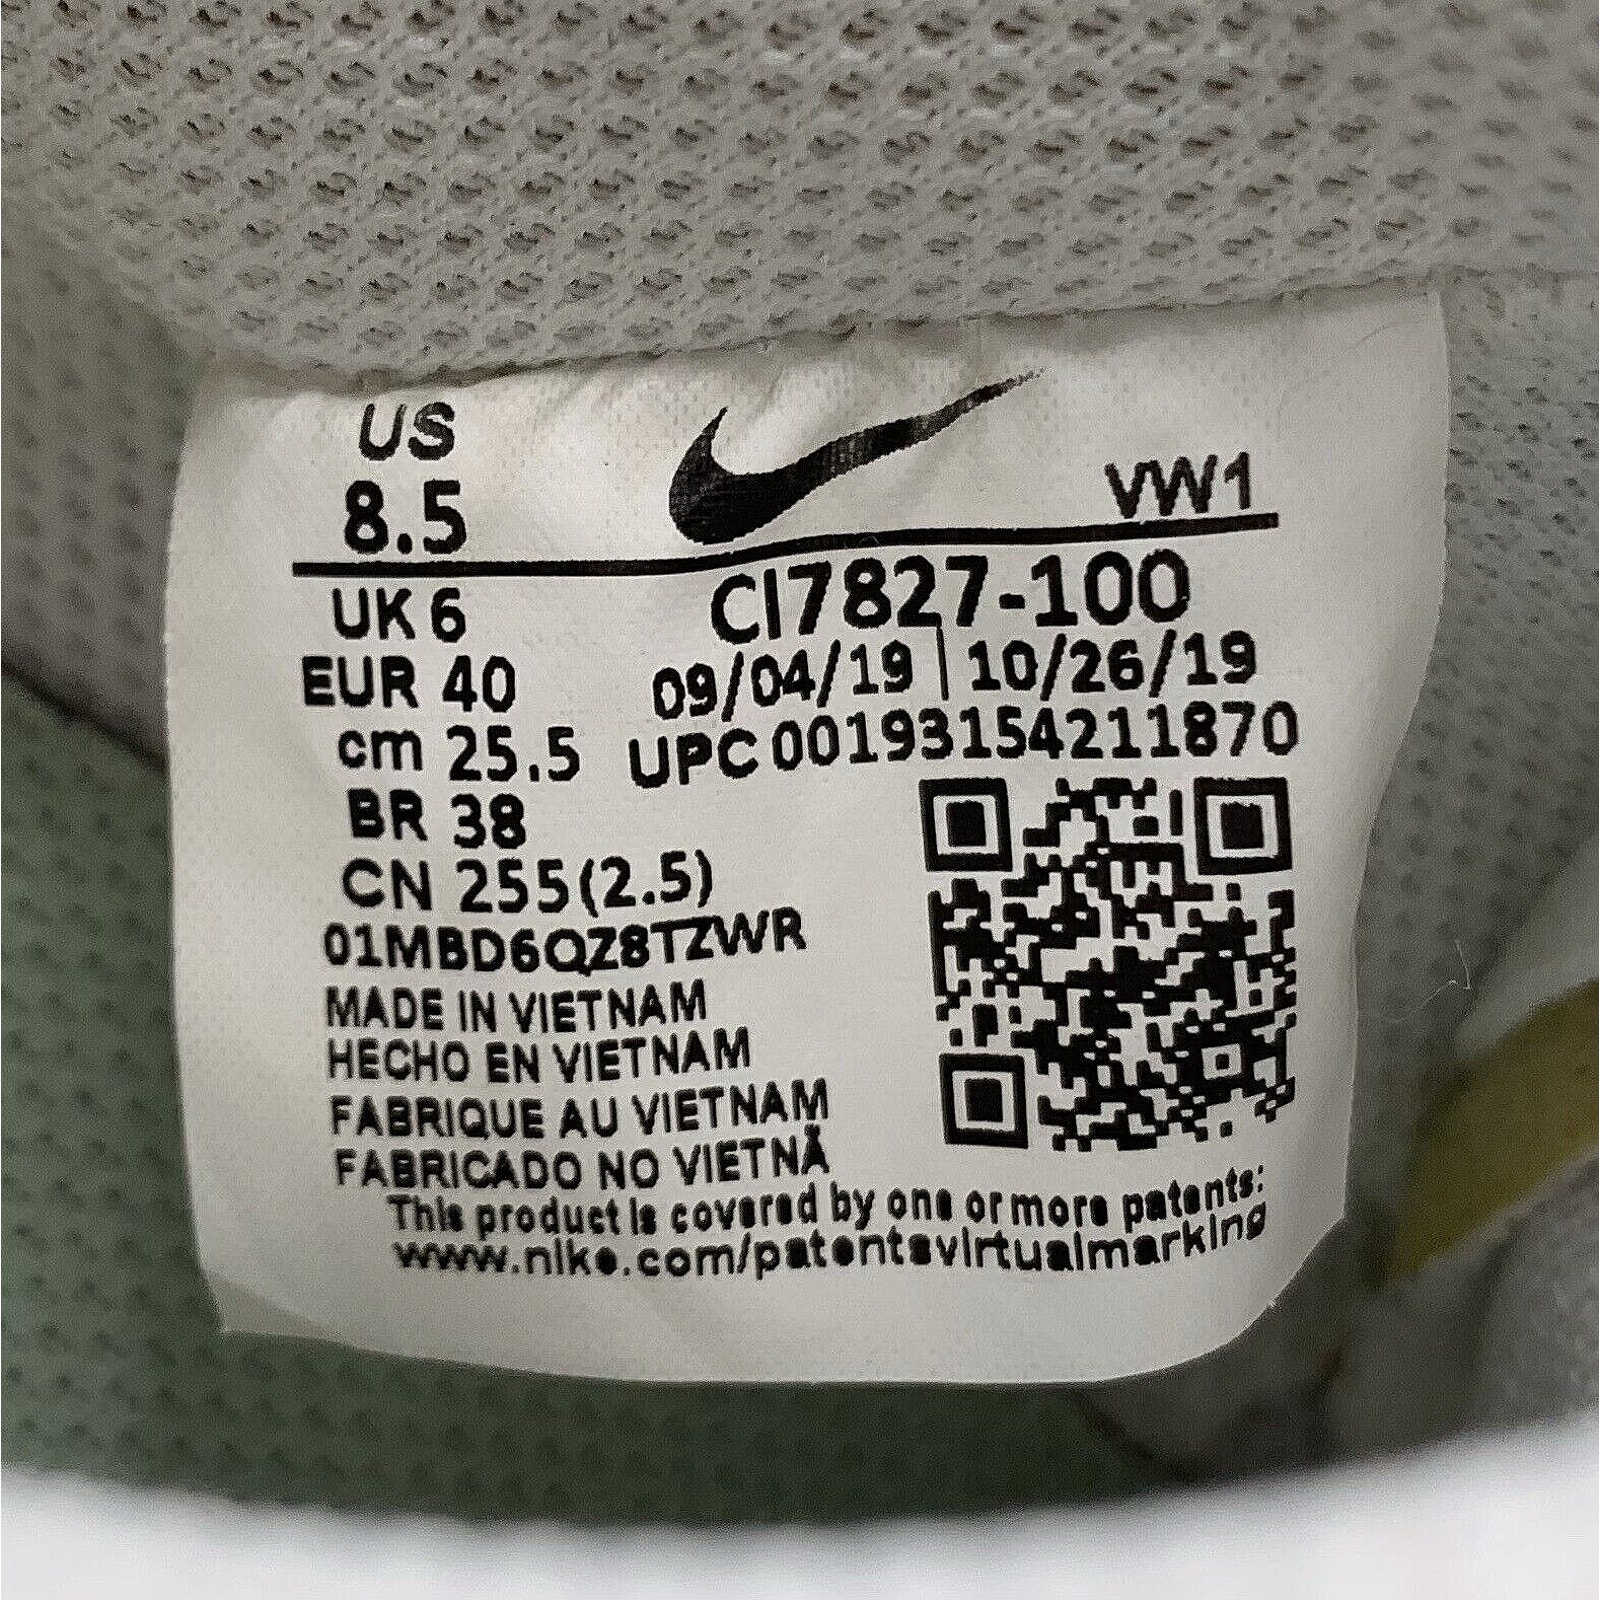 US
8.5
VW1
UK 6
CI7827-100
EUR 40
09/04/19 | 10/26/19
cm 25.5
UPC 00193154211870
BR 38
CN 255(2.5)
01MBD6QZ8TZWR
MADE IN VIETNAM
HECHO EN VIETNAM
FABRIQUE AU VIETNAM
FABRICADO NO VIETNÃ
This product is covered by one or more patents:
www.nike.com/patentsvirtualmarking